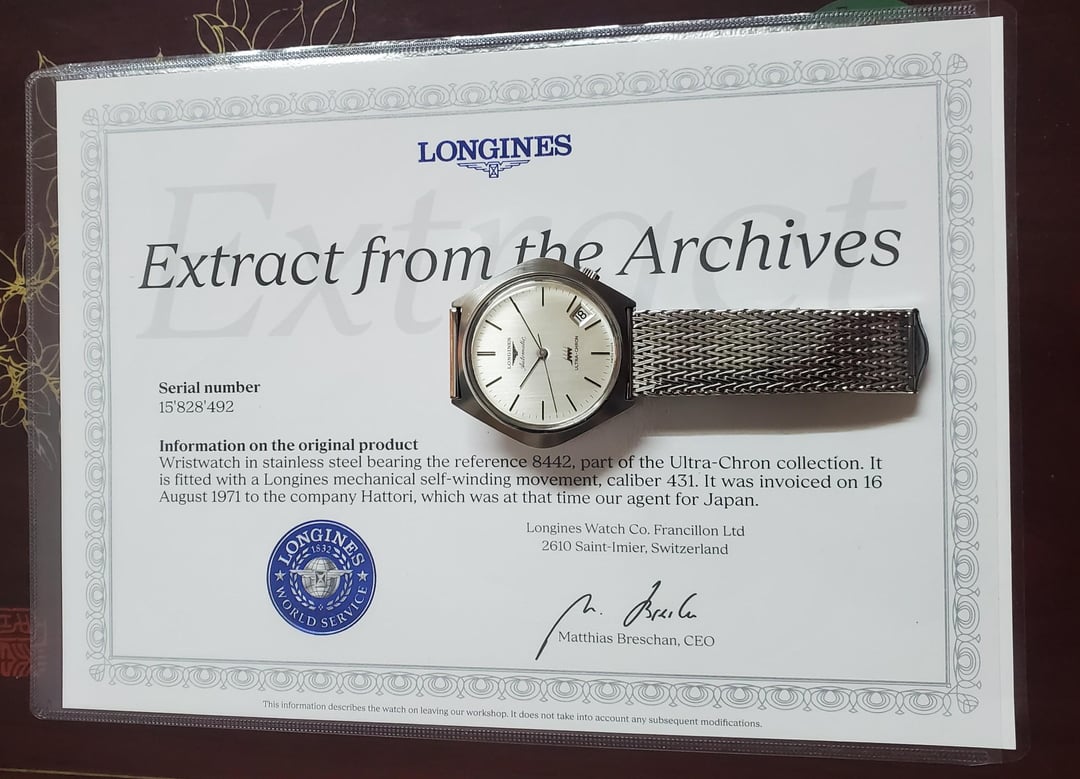 LONGINES
Extract
Extract from the Archives
18
LONGINES
Automatic
ULTRA-CHRON
Serial number
15'828'492
Information on the original product
Wristwatch in stainless steel bearing the reference 8442, part of the Ultra-Chron collection. It
is fitted with a Longines mechanical self-winding movement, caliber 431. It was invoiced on 16
August 1971 to the company Hattori, which was at that time our agent for Japan.
LONGINES
1832
WORLD SERVICE
Longines Watch Co. Francillon Ltd
2610 Saint-Imier, Switzerland
Matthias Breschan, CEO
This information describes the watch on leaving our workshop. It does not take into account any subsequent modifications.